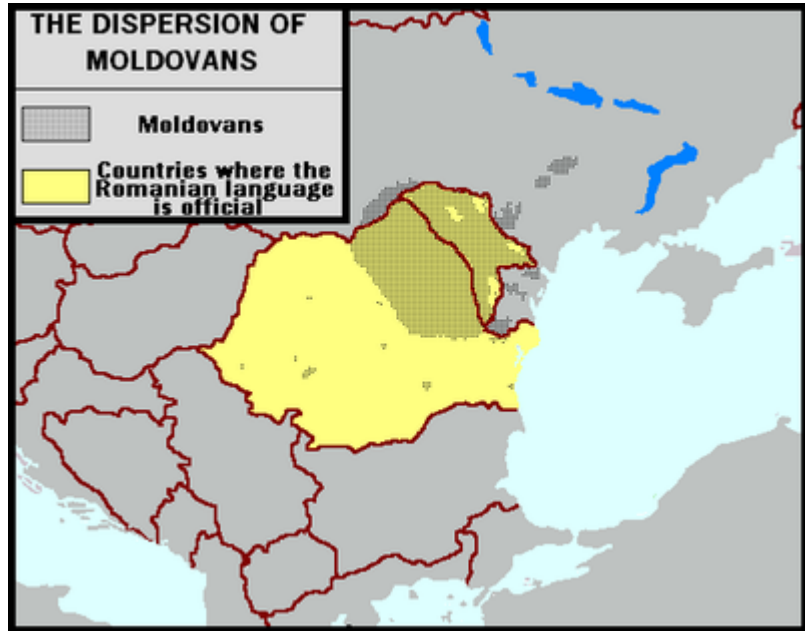 THE DISPERSION OF
MOLDOVANS
Moldovans
Countries where the
Romanian language
is official